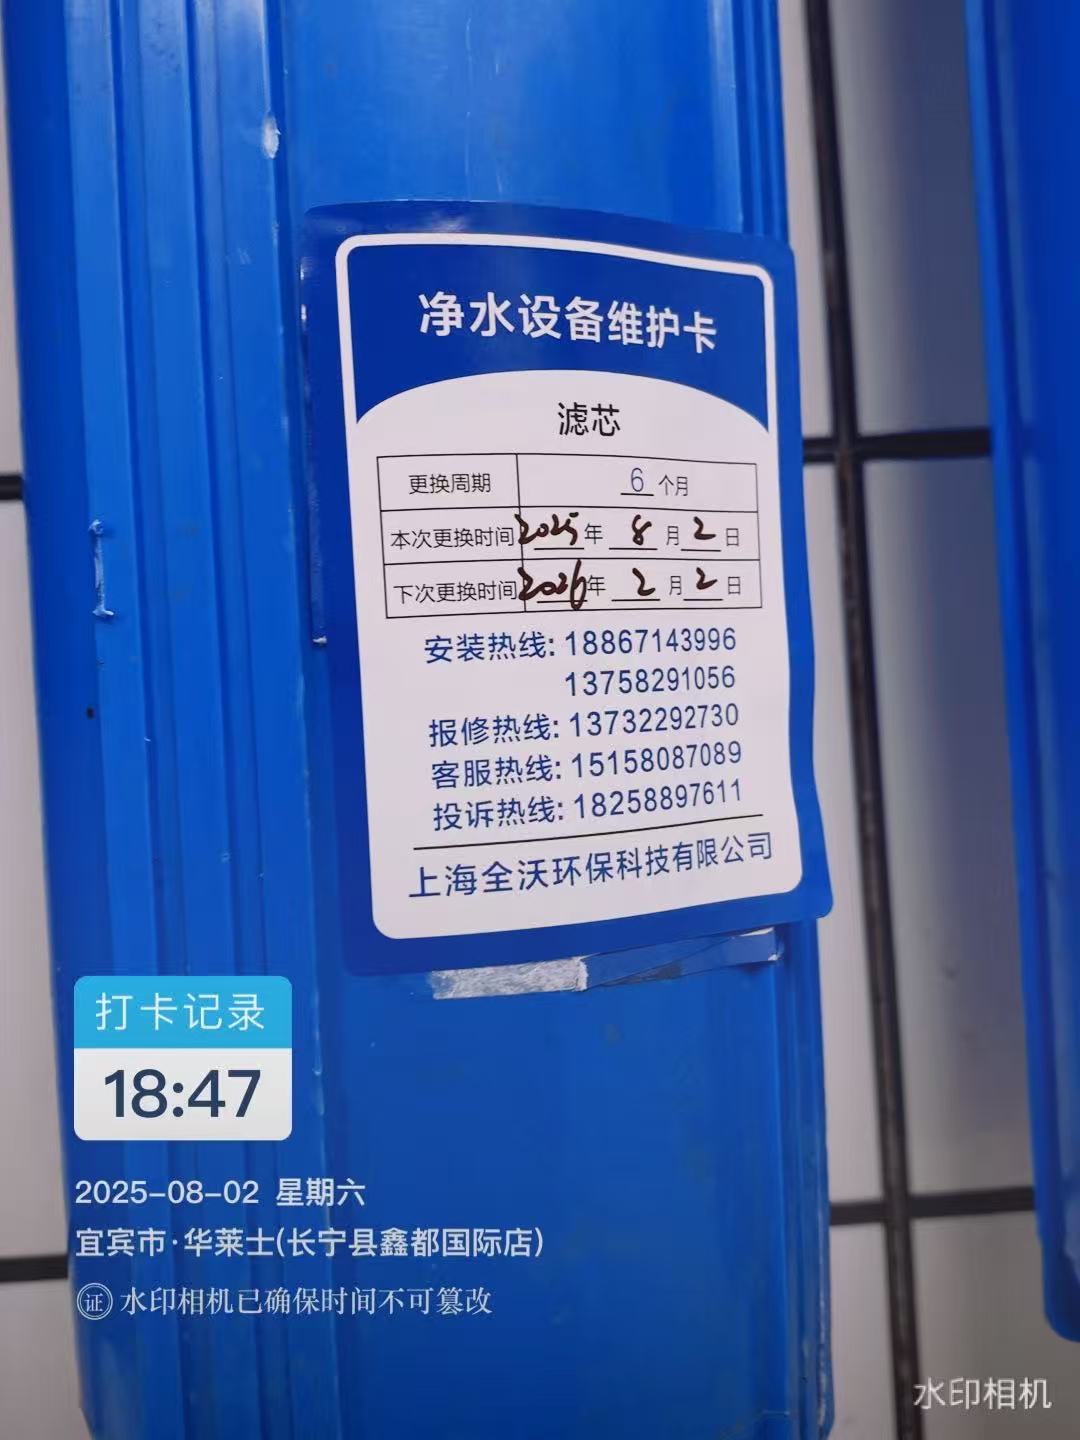 净水设备维护卡
滤芯
更换周期 6 个月
本次更换时间 2025 年 8 月 2 日
下次更换时间 2026 年 2 月 2 日
安装热线: 18867143996
13758291056
报修热线: 13732292730
客服热线: 15158087089
投诉热线: 18258897611
上海全沃环保科技有限公司
打卡记录
18:47
2025-08-02 星期六
宜宾市·华莱士(长宁县鑫都国际店)
证 水印相机已确保时间不可篡改
水印相机